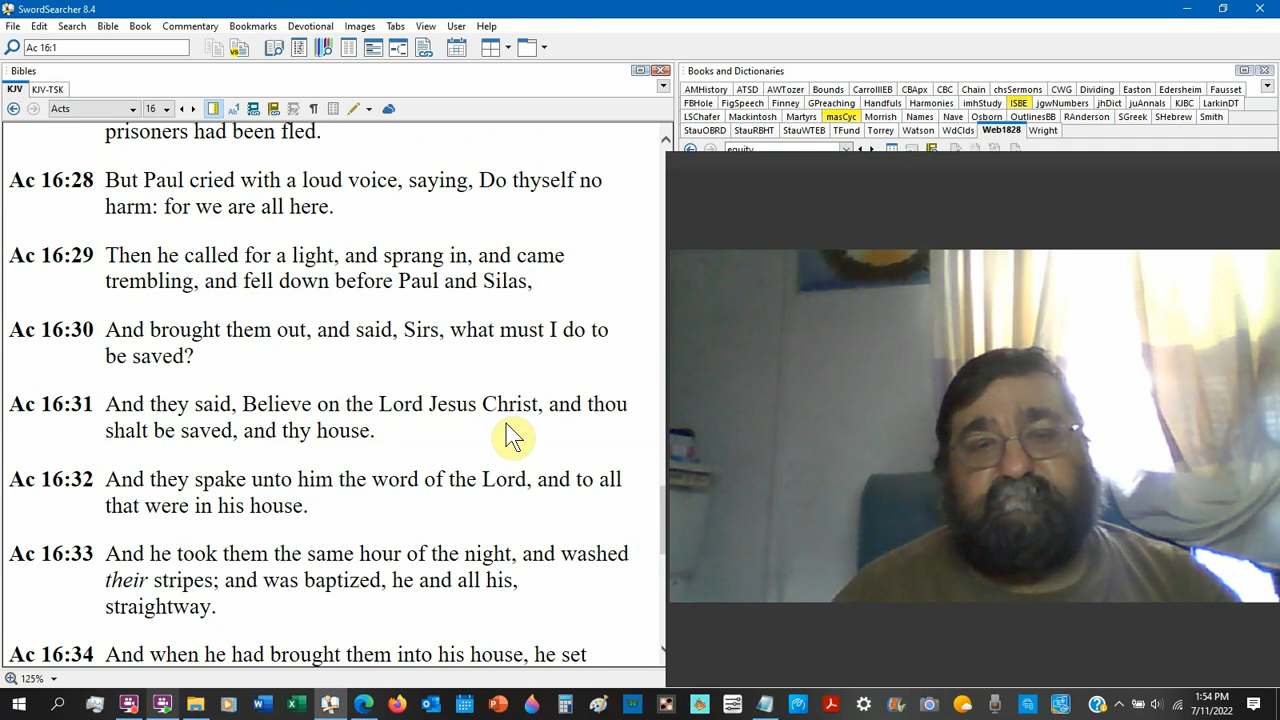 SwordSearcher 8.4
File Edit Search Bible Book Commentary Bookmarks Devotional Images Tabs View User Help
Ac 16:1
Bibles
KJV KJV-TSK
Acts 16
prisoners had been fled.
Ac 16:28 But Paul cried with a loud voice, saying, Do thyself no
harm: for we are all here.
Ac 16:29 Then he called for a light, and sprang in, and came
trembling, and fell down before Paul and Silas,
Ac 16:30 And brought them out, and said, Sirs, what must I do to
be saved?
Ac 16:31 And they said, Believe on the Lord Jesus Christ, and thou
shalt be saved, and thy house.
Ac 16:32 And they spake unto him the word of the Lord, and to all
that were in his house.
Ac 16:33 And he took them the same hour of the night, and washed
their stripes; and was baptized, he and all his,
straightway.
Ac 16:34 And when he had brought them into his house, he set
125%
Books and Dictionaries
AMHistory ATSD AWTozer Bounds CarrollIEB CBApx Chain chsSermons CWG Dividing Easton Edersheim Fausset
FBHole FigSpeech Finney GPreaching Handfuls Harmonies imhStudy ISBE jgwNumbers jhDict juAnnals KJBC LarkinDT
LSChafer Mackintosh Martyrs masCyc Morrish Names Nave Osborn OutlinesBB RAnderson SGreek SHebrew Smith
StauOBRD StauRBHT StauWTEB TFund Torrey Watson WdClds Web1828 Wright
equity
1:54 PM
7/11/2022